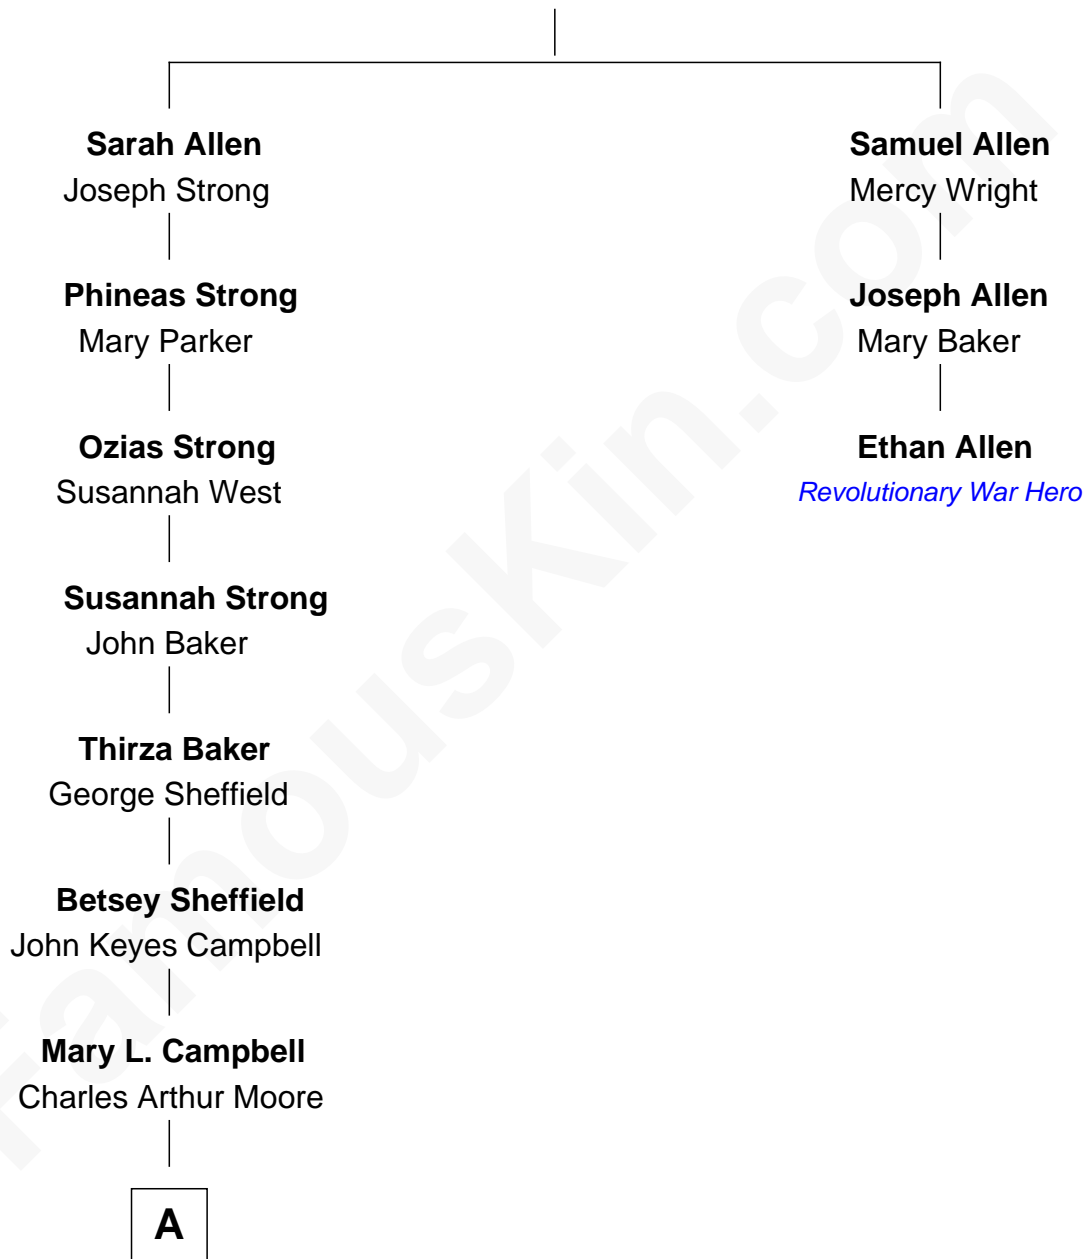 Sarah Allen
Joseph Strong
Samuel Allen
Mercy Wright
Phineas Strong
Mary Parker
Joseph Allen
Mary Baker
Ozias Strong
Susannah West
Ethan Allen
Revolutionary War Hero
Susannah Strong
John Baker
Thirza Baker
George Sheffield
Betsey Sheffield
John Keyes Campbell
Mary L. Campbell
Charles Arthur Moore
A
FamousKin.com